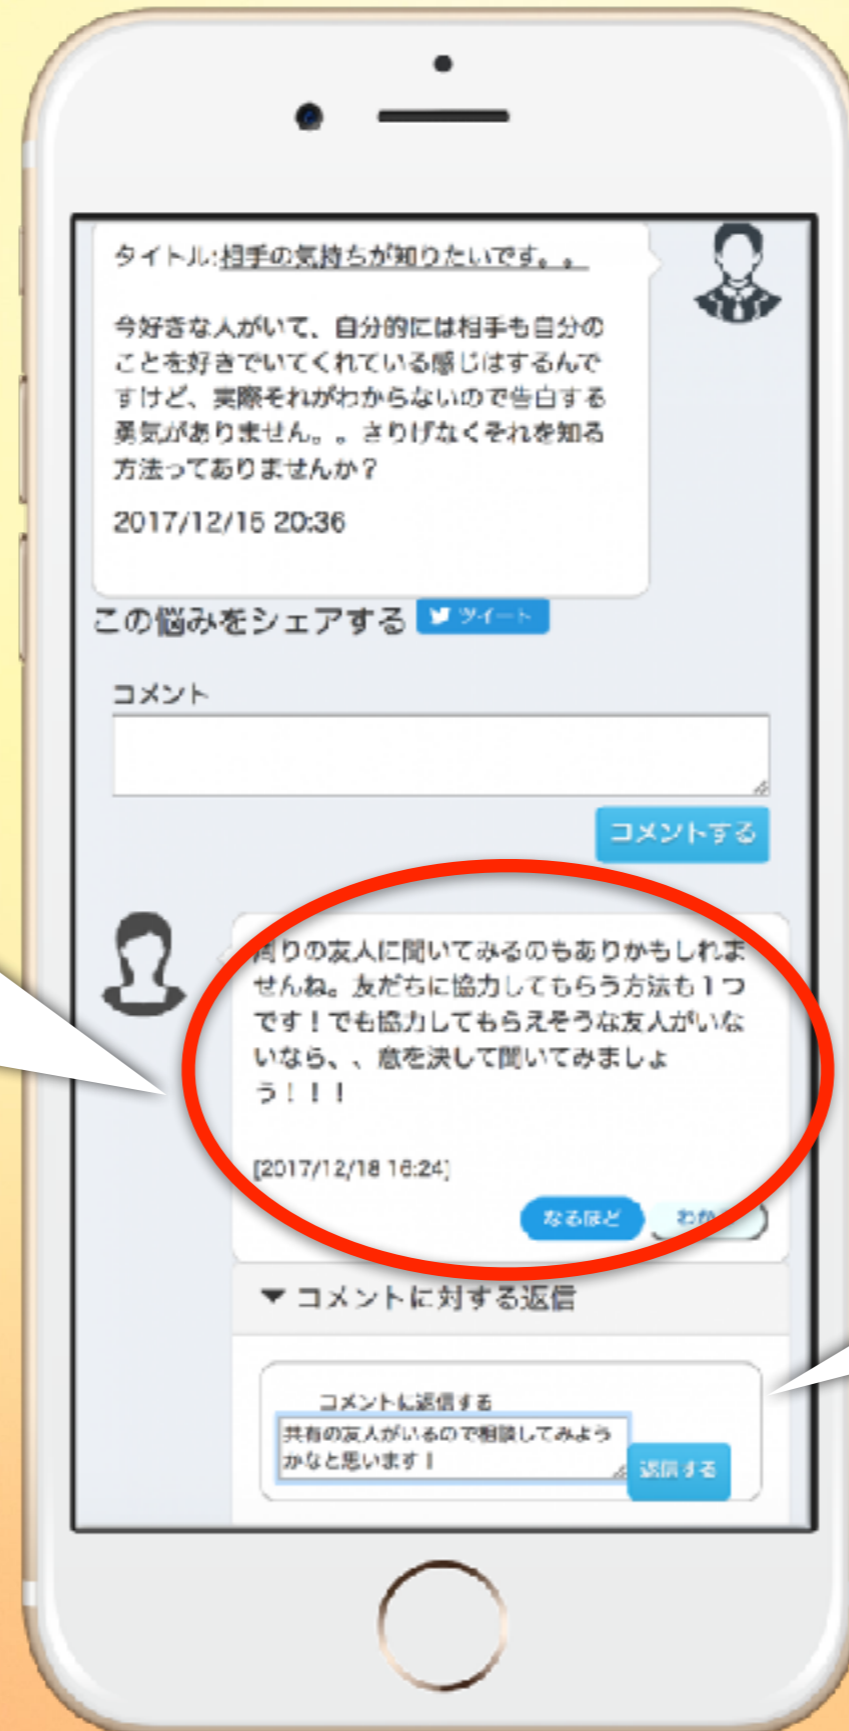 タイトル:相手の気持ちが知りたいです。。
今好きな人がいて、自分的には相手も自分の
ことを好きでいてくれている感じはするんで
すけど、実際それがわからないので告白する
勇気がありません。。さりげなくそれを知る
方法ってありませんか?
2017/12/15 20:36
この悩みをシェアする ツイート
コメント
コメントする
周りの友人に聞いてみるのもありかもしれま
せんね。友だちに協力してもらう方法も1つ
です!でも協力してもらえそうな友人がいな
いなら、、意を決して聞いてみましょ
う!!!
[2017/12/18 16:24]
なるほど
▼ コメントに対する返信
コメントに返信する
共有の友人がいるので相談してみよう
かなと思います
返信する